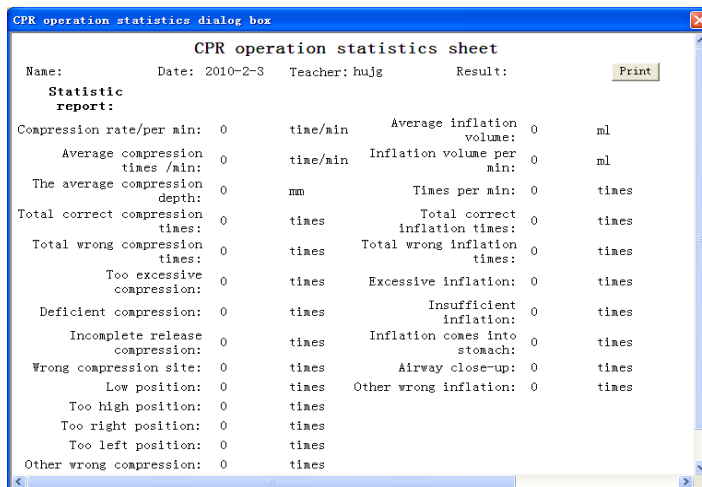 CPR operation statistics dialog box
CPR operation statistics sheet
Name: Date: 2010-2-3 Teacher: hujg Result: Print
Statistic
report:
Compression rate/per min: 0 time/min Average inflation volume: 0 ml
Average compression times /min: 0 time/min Inflation volume per min: 0 ml
The average compression depth: 0 mm Times per min: 0 times
Total correct compression times: 0 times Total correct inflation times: 0 times
Total wrong compression times: 0 times Total wrong inflation times: 0 times
Too excessive compression: 0 times Excessive inflation: 0 times
Deficient compression: 0 times Insufficient inflation: 0 times
Incomplete release compression: 0 times Inflation comes into stomach: 0 times
Wrong compression site: 0 times Airway close-up: 0 times
Low position: 0 times Other wrong inflation: 0 times
Too high position: 0 times
Too right position: 0 times
Too left position: 0 times
Other wrong compression: 0 times